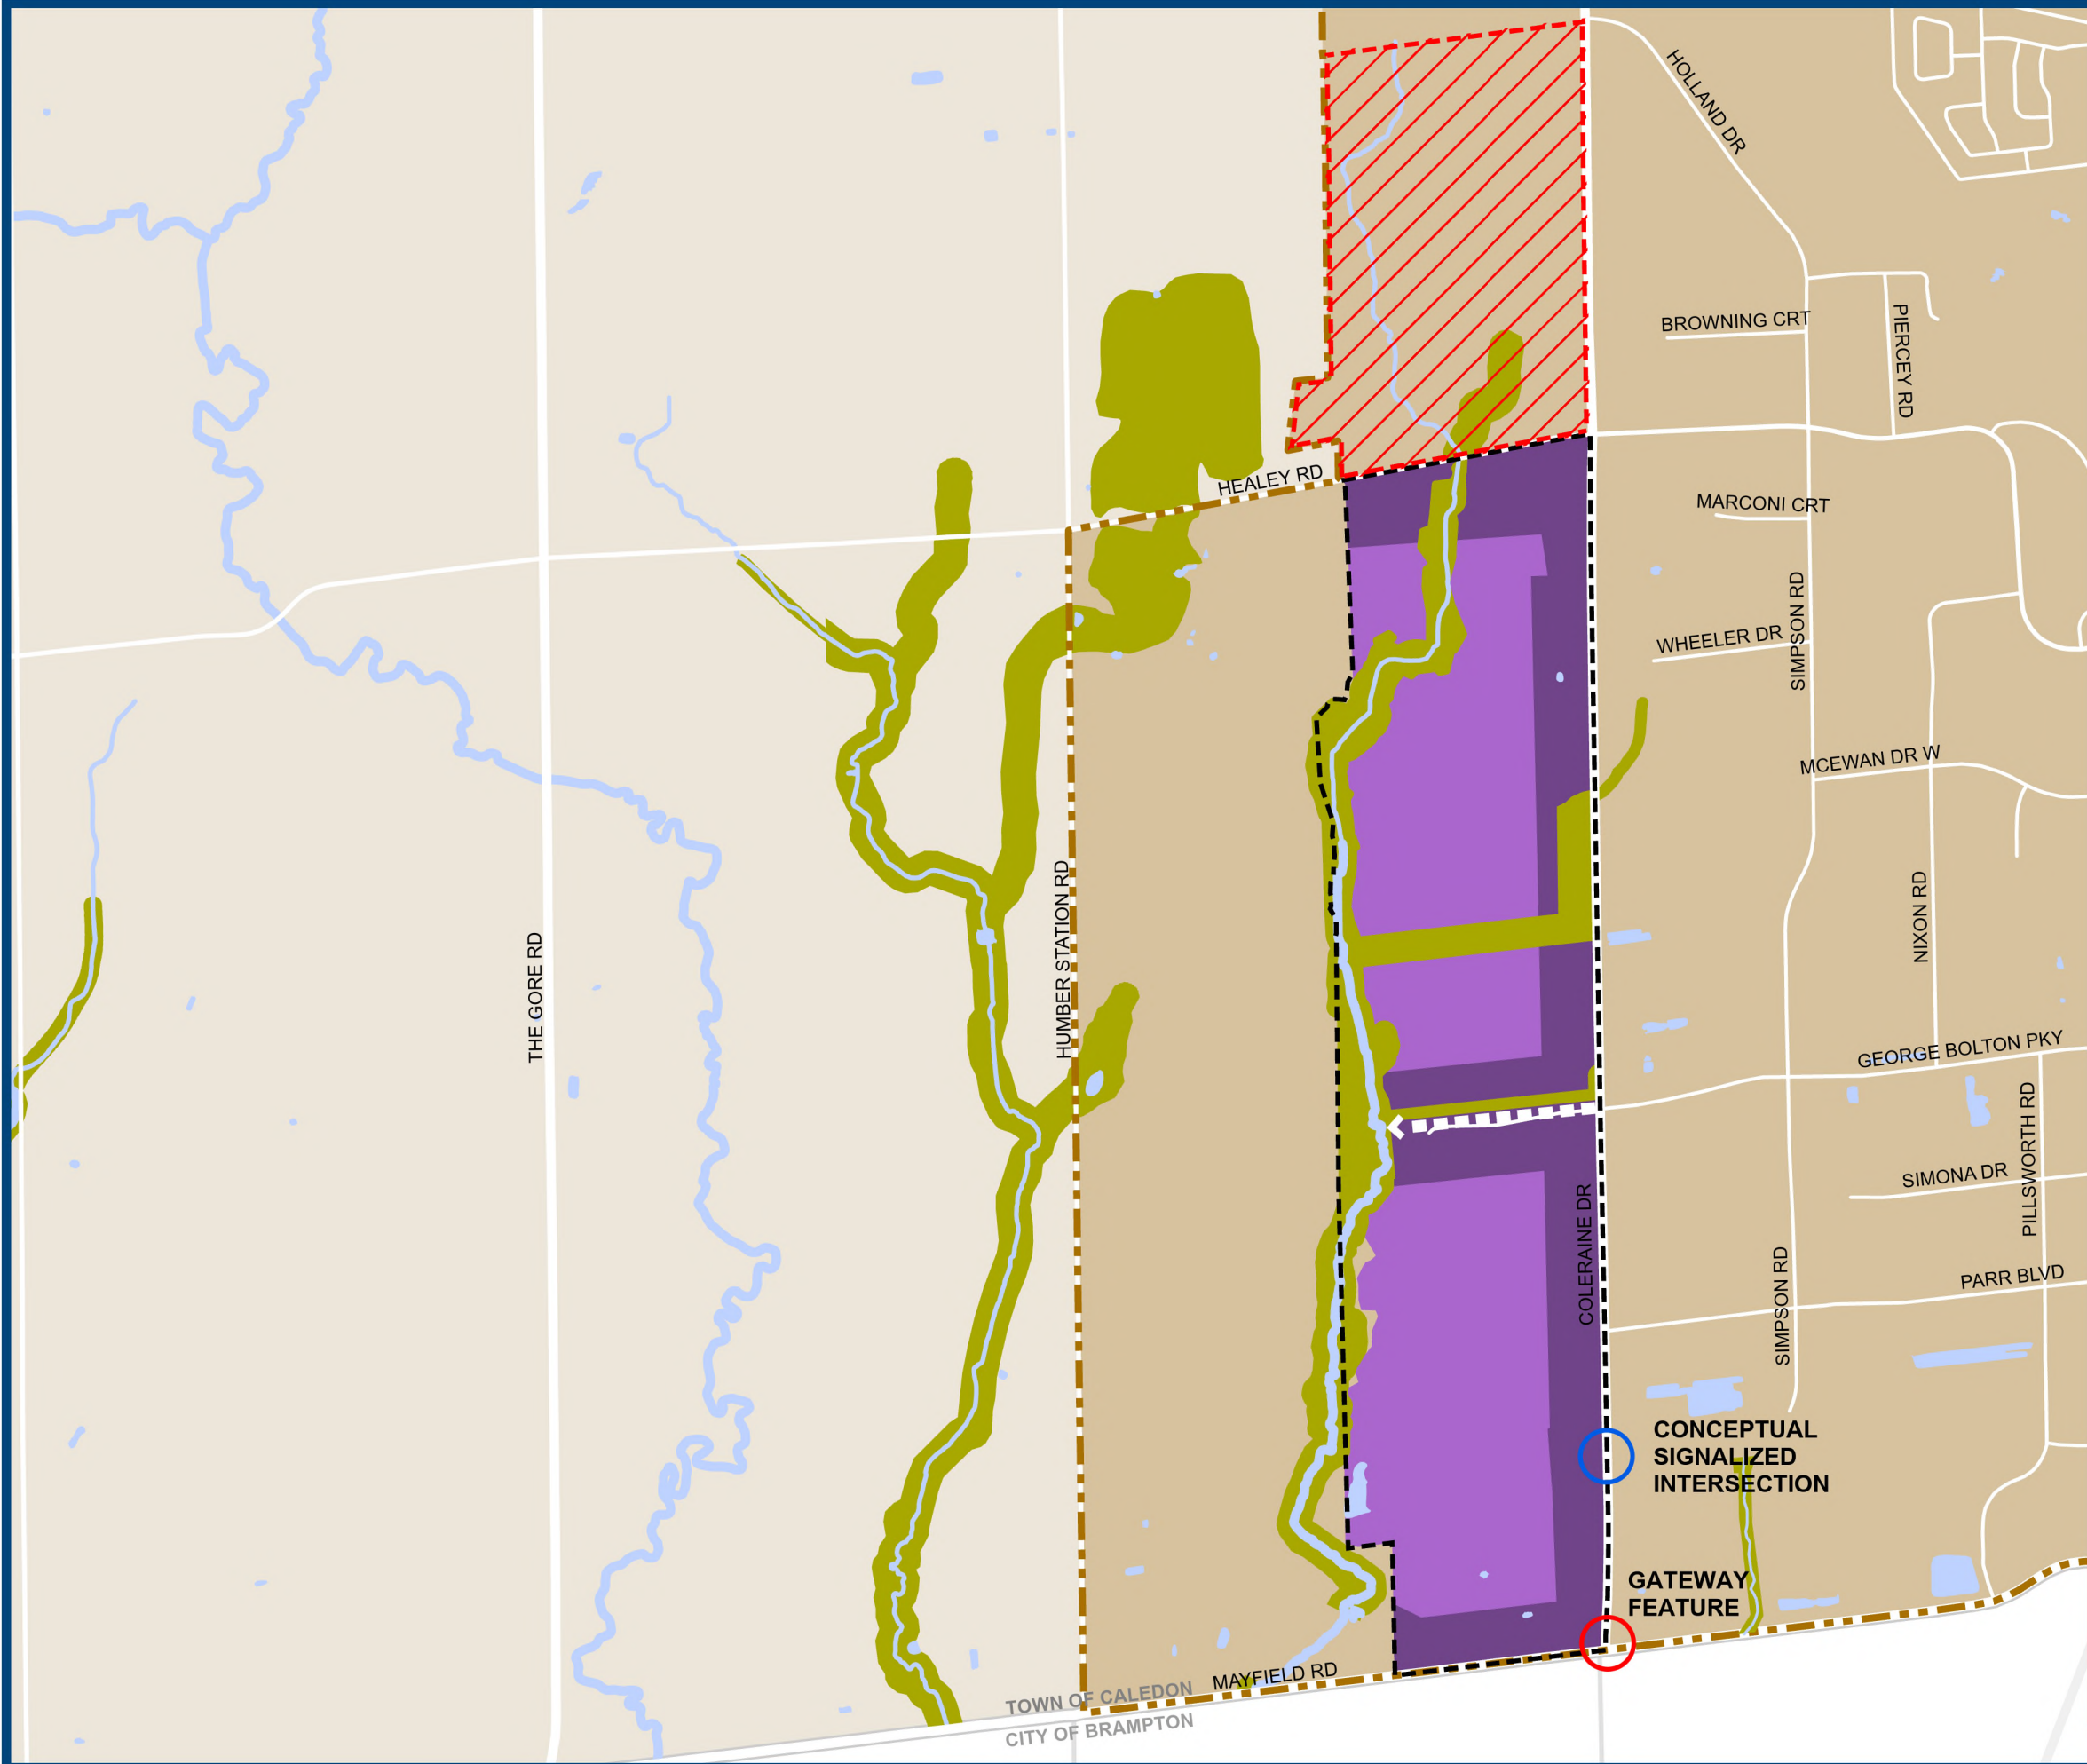 HOLLAND DR
BROWNING CRT
PIERCEY RD
HEALEY RD
MARCONI CRT
SIMPSON RD
WHEELER DR
MCEWAN DR W
HUMBER STATION RD
NIXON RD
THE GORE RD
GEORGE BOLTON PKY
PILLSWORTH RD
SIMONA DR
COLERAINE DR
SIMPSON RD
PARR BLVD
CONCEPTUAL
SIGNALIZED
INTERSECTION
GATEWAY
FEATURE
MAYFIELD RD
TOWN OF CALEDON
CITY OF BRAMPTON